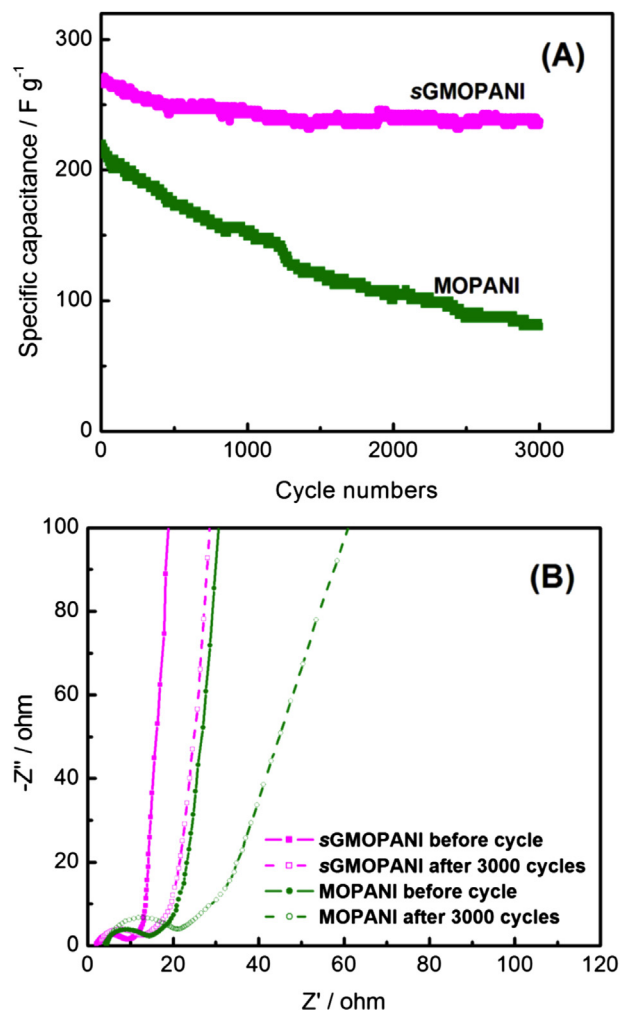 300
(A)
sGMOPANI
Specific capacitance / F g⁻¹
200
MOPANI
100
0
0 1000 2000 3000
Cycle numbers
100
(B)
80
60
-Z" / ohm
40
sGMOPANI before cycle
20
sGMOPANI after 3000 cycles
MOPANI before cycle
MOPANI after 3000 cycles
0
0 20 40 60 80 100 120
Z' / ohm